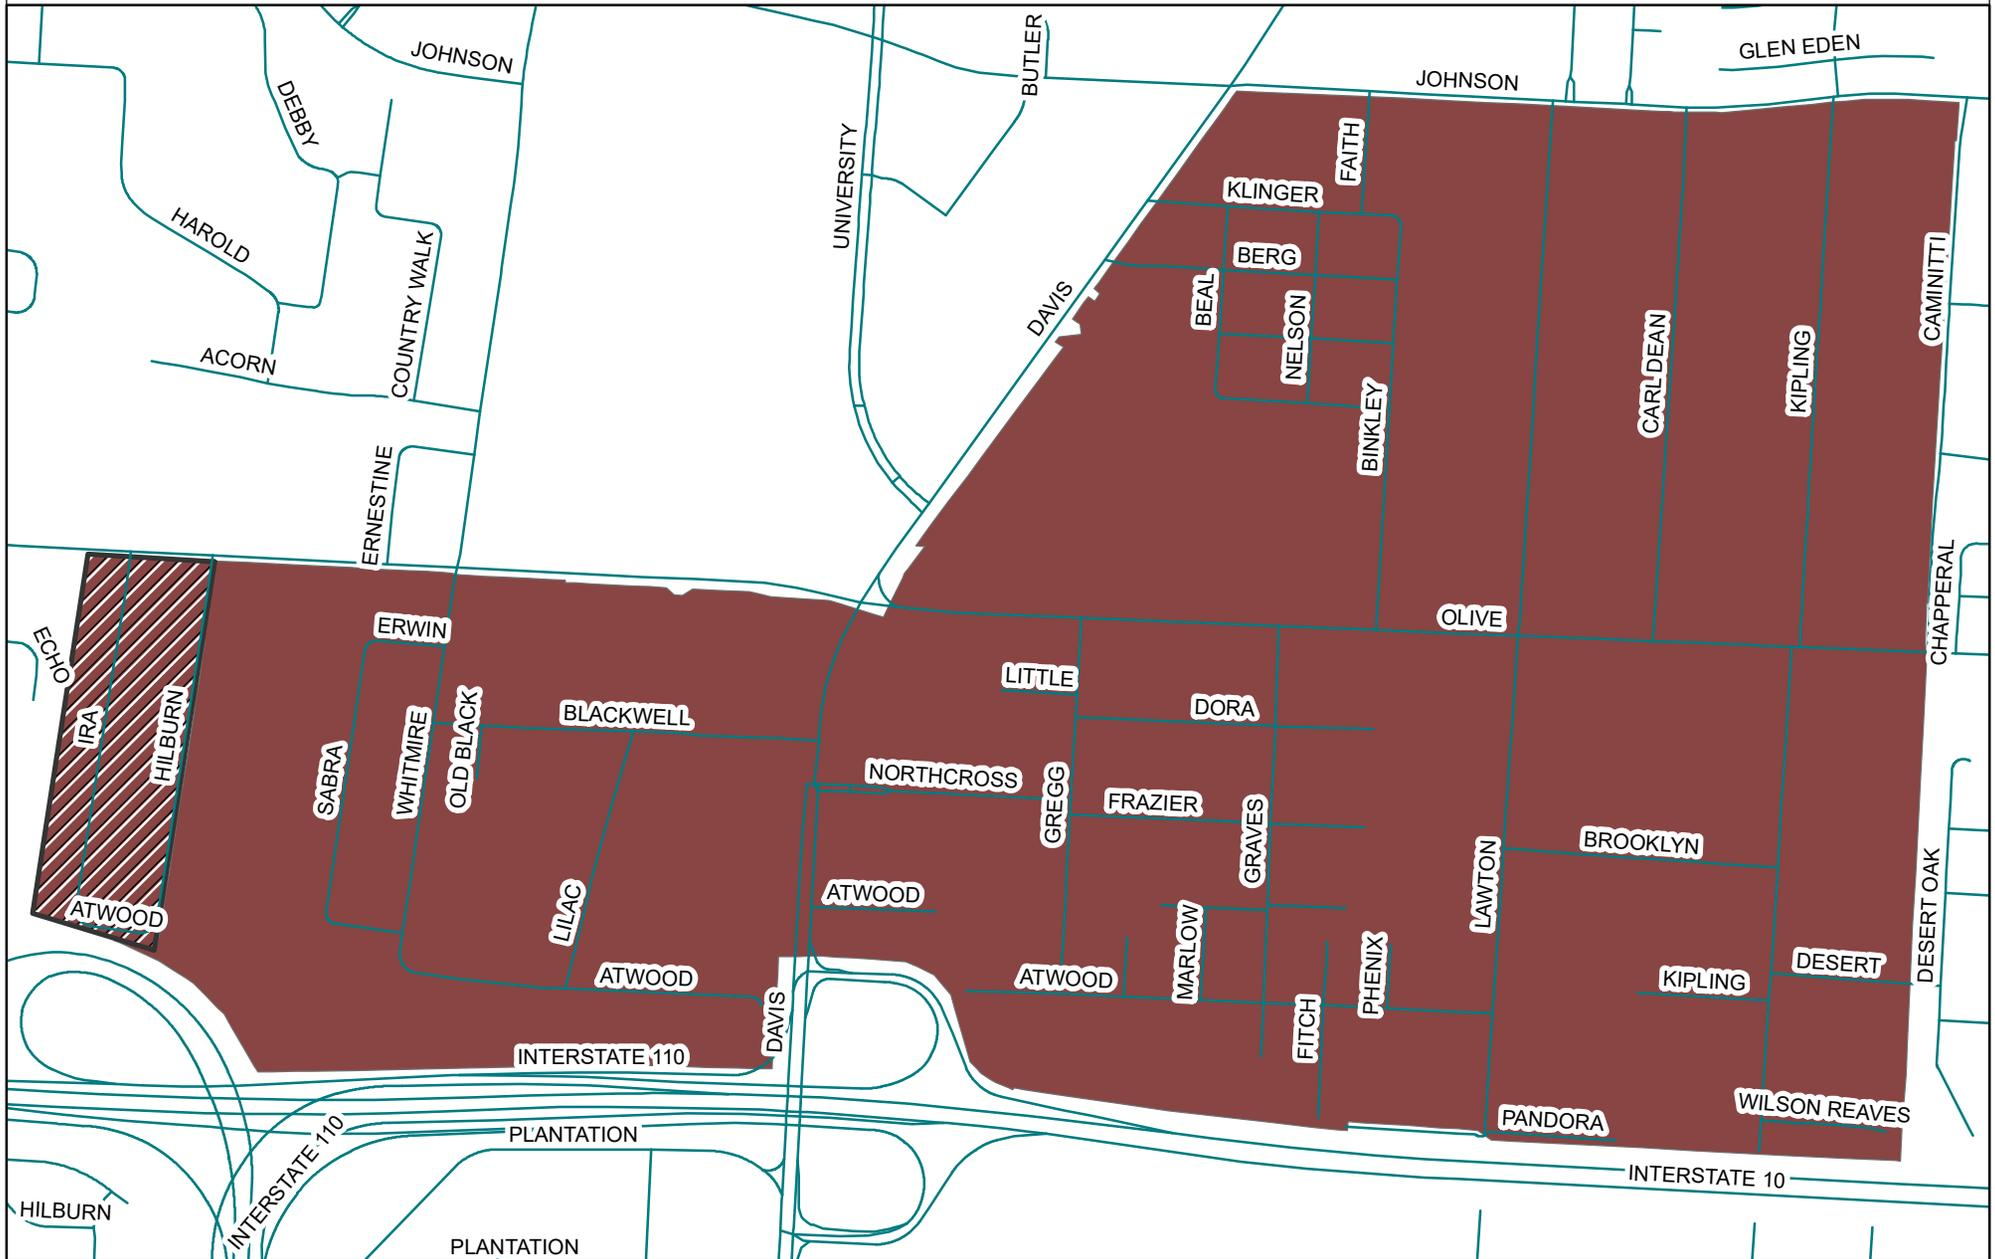 JOHNSON
BUTLER
JOHNSON
GLEN EDEN
DEBBY
UNIVERSITY
FAITH
KLINGER
HAROLD
COUNTRY WALK
BERG
BEAL
NELSON
DAVIS
CAMINITTI
CARL DEAN
KIPLING
ACORN
BINKLEY
ERNESTINE
CHAPPERAL
ERWIN
OLIVE
ECHO
IRA
HILBURN
SABRA
WHITMIRE
OLD BLACK
BLACKWELL
LITTLE
DORA
NORTHCROSS
GREGG
FRAZIER
GRAVES
LAWTON
BROOKLYN
DESERT OAK
ATWOOD
LILAC
ATWOOD
ATWOOD
DAVIS
ATWOOD
MARLOW
FITCH
PHENIX
KIPLING
DESERT
INTERSTATE 110
WILSON REAVES
PANDORA
INTERSTATE 110
PLANTATION
INTERSTATE 10
HILBURN
PLANTATION